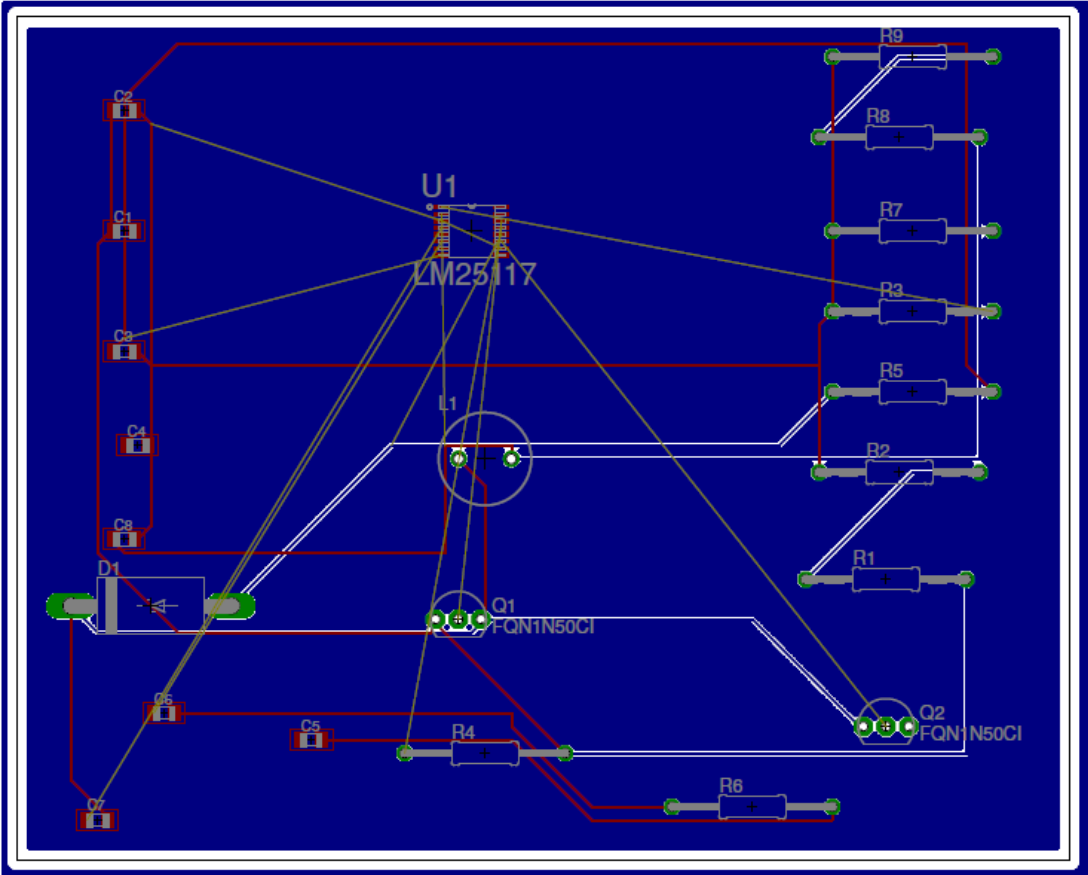 R9
C2
R8
U1
C1
R7
LM25117
R3
C3
R5
L1
C4
R2
C8
D1
R1
Q1
FQN1N50CI
C6
Q2
FQN1N50CI
C5
R4
R6
C7